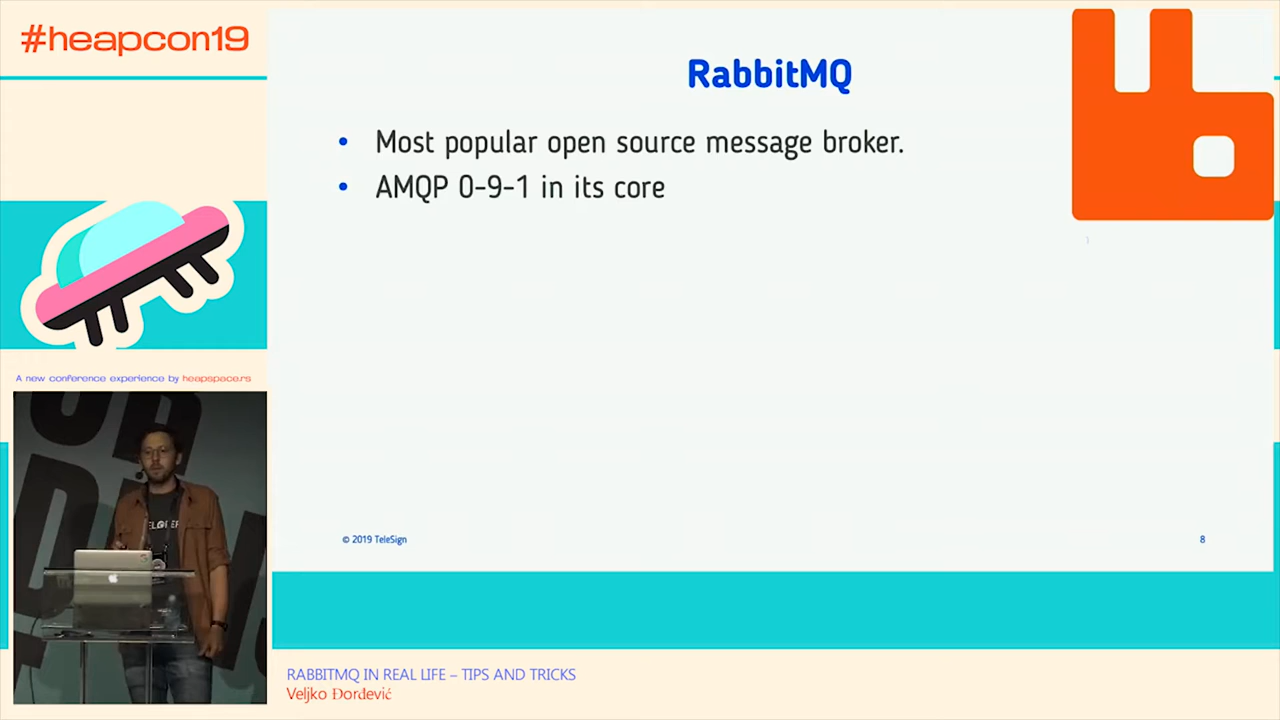 #heapcon19
RabbitMQ
• Most popular open source message broker.
• AMQP 0-9-1 in its core
A new conference experience by heapspace.rs
© 2019 TeleSign
8
RABBITMQ IN REAL LIFE – TIPS AND TRICKS
Veljko Đorđević